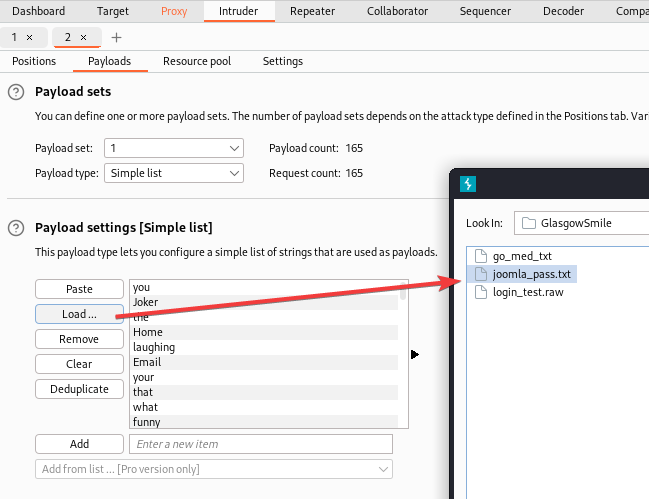 Dashboard Target Proxy Intruder Repeater Collaborator Sequencer Decoder Compa
1 × 2 × +
Positions Payloads Resource pool Settings
? Payload sets
You can define one or more payload sets. The number of payload sets depends on the attack type defined in the Positions tab. Vari
Payload set: 1 Payload count: 165
Payload type: Simple list Request count: 165
? Payload settings [Simple list]
This payload type lets you configure a simple list of strings that are used as payloads.
Paste
Load ...
Remove
Clear
Deduplicate
you
Joker
the
Home
laughing
Email
your
that
what
funny
Add Enter a new item
Add from list ... [Pro version only]
Look In: GlasgowSmile
go_med_txt
joomla_pass.txt
login_test.raw